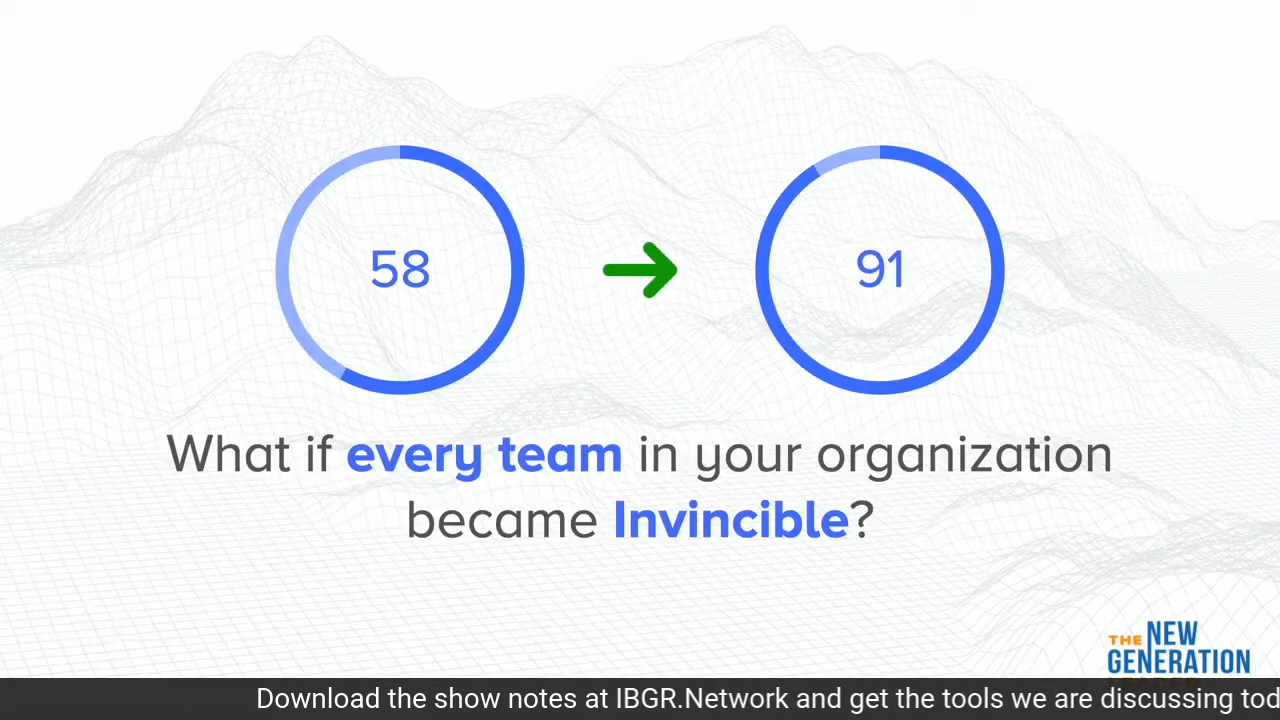 58
91
What if every team in your organization
became Invincible?
THE NEW
GENERATION
Download the show notes at IBGR.Network and get the tools we are discussing tod